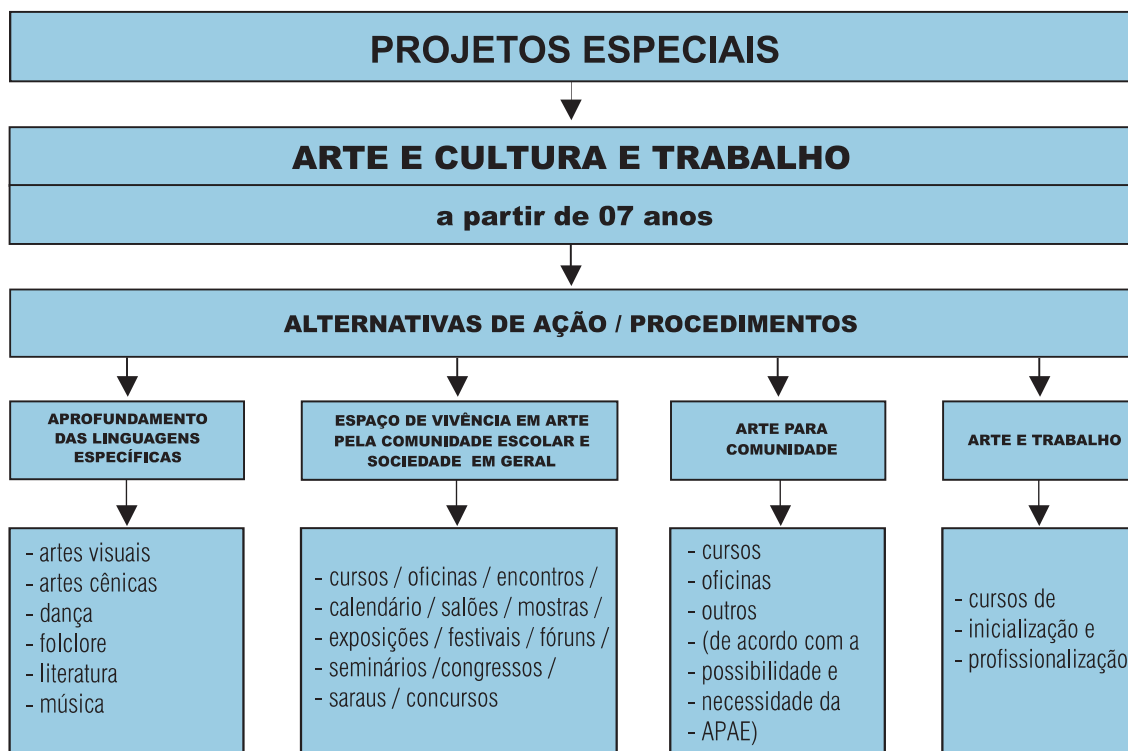 PROJETOS ESPECIAIS
ARTE E CULTURA E TRABALHO
a partir de 07 anos
ALTERNATIVAS DE AÇÃO / PROCEDIMENTOS
APROFUNDAMENTO
DAS LINGUAGENS
ESPECÍFICAS
ESPAÇO DE VIVÊNCIA EM ARTE
PELA COMUNIDADE ESCOLAR E
SOCIEDADE EM GERAL
ARTE PARA
COMUNIDADE
ARTE E TRABALHO
- artes visuais
- artes cênicas
- dança
- folclore
- literatura
- música
- cursos / oficinas / encontros /
- calendário / salões / mostras /
- exposições / festivais / fóruns /
- seminários /congressos /
- saraus / concursos
- cursos
- oficinas
- outros
- (de acordo com a
- possibilidade e
- necessidade da
- APAE)
- cursos de
- inicialização e
- profissionalização